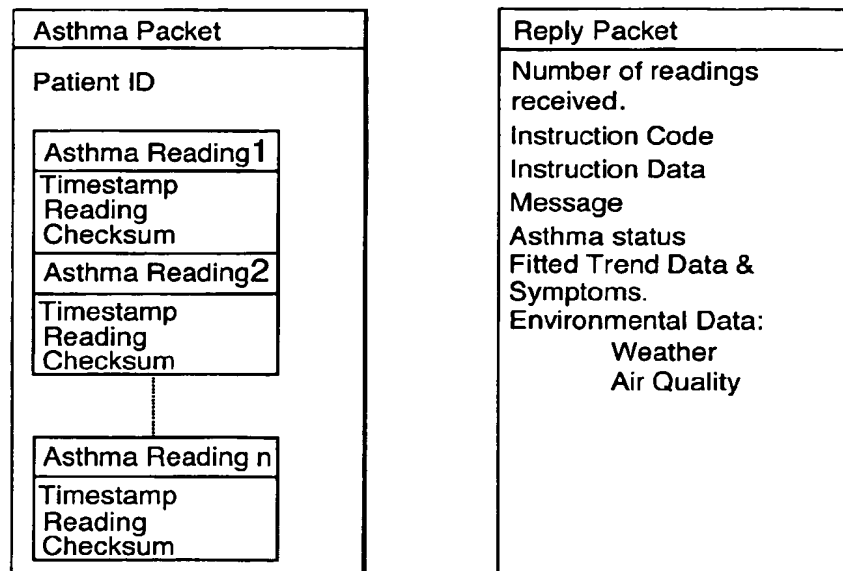 Asthma Packet
Patient ID
Asthma Reading1
Timestamp
Reading
Checksum
Asthma Reading2
Timestamp
Reading
Checksum
Asthma Reading n
Timestamp
Reading
Checksum
Reply Packet
Number of readings
received.
Instruction Code
Instruction Data
Message
Asthma status
Fitted Trend Data &
Symptoms.
Environmental Data:
Weather
Air Quality